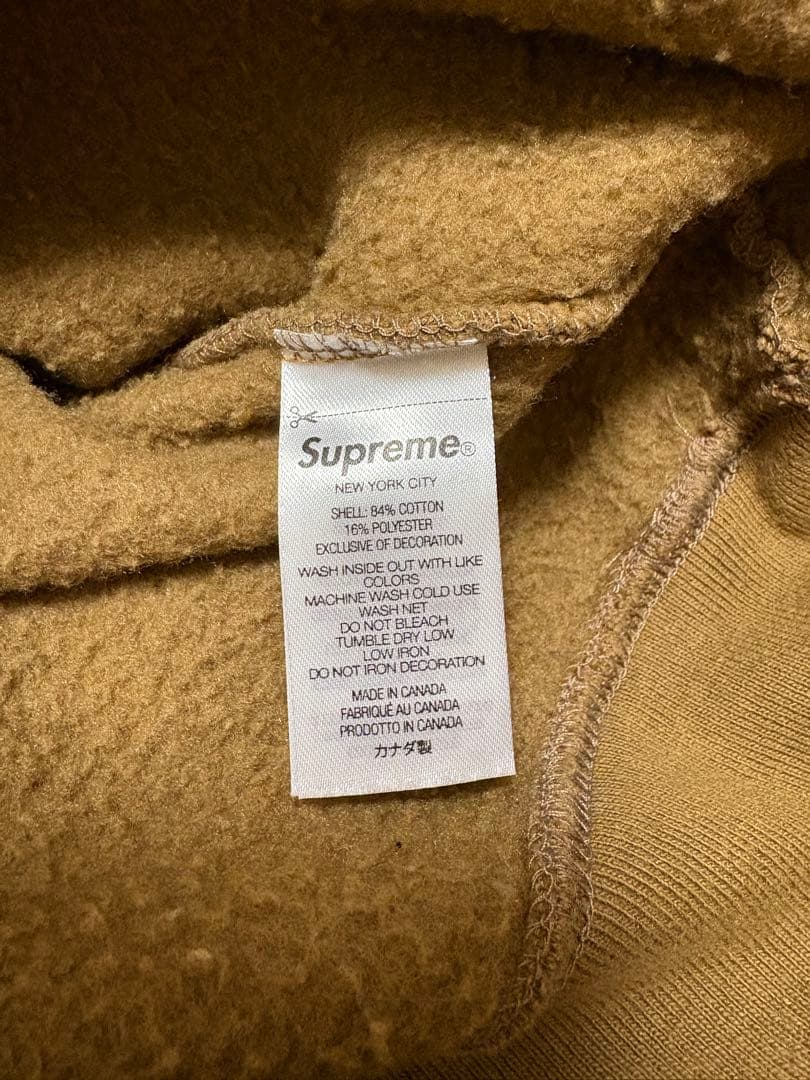 Supreme®
NEW YORK CITY
SHELL: 84% COTTON
16% POLYESTER
EXCLUSIVE OF DECORATION
WASH INSIDE OUT WITH LIKE
COLORS
MACHINE WASH COLD USE
WASH NET
DO NOT BLEACH
TUMBLE DRY LOW
LOW IRON
DO NOT IRON DECORATION
MADE IN CANADA
FABRIQUÉ AU CANADA
PRODOTTO IN CANADA
カナダ製